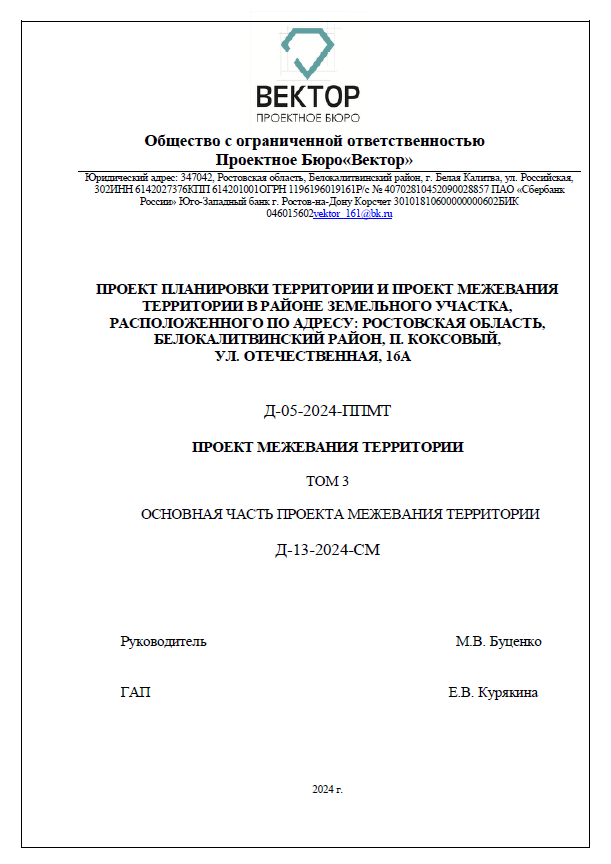 ВЕКТОР
ПРОЕКТНОЕ БЮРО
Общество с ограниченной ответственностью
Проектное Бюро«Вектор»
Юридический адрес: 347042, Ростовская область, Белокалитвинский район, г. Белая Калитва, ул. Российская,
302ИНН 6142027376КПП 614201001ОГРН 1196196019161Р/с № 40702810452090028857 ПАО «Сбербанк
России» Юго-Западный банк г. Ростов-на-Дону Корсчет 30101810600000000602БИК
046015602vektor_161@bk.ru
ПРОЕКТ ПЛАНИРОВКИ ТЕРРИТОРИИ И ПРОЕКТ МЕЖЕВАНИЯ
ТЕРРИТОРИИ В РАЙОНЕ ЗЕМЕЛЬНОГО УЧАСТКА,
РАСПОЛОЖЕННОГО ПО АДРЕСУ: РОСТОВСКАЯ ОБЛАСТЬ,
БЕЛОКАЛИТВИНСКИЙ РАЙОН, П. КОКСОВЫЙ,
УЛ. ОТЕЧЕСТВЕННАЯ, 16А
Д-05-2024-ППМТ
ПРОЕКТ МЕЖЕВАНИЯ ТЕРРИТОРИИ
ТОМ 3
ОСНОВНАЯ ЧАСТЬ ПРОЕКТА МЕЖЕВАНИЯ ТЕРРИТОРИИ
Д-13-2024-СМ
Руководитель М.В. Буценко
ГАП Е.В. Курякина
2024 г.